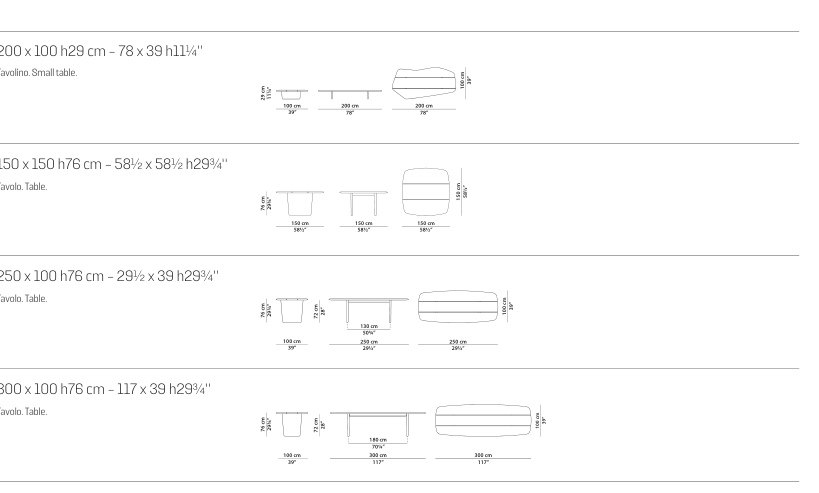 200 x 100 h29 cm – 78 x 39 h11¼"
Tavolino. Small table.
29 cm
11¼"
100 cm
39"
200 cm
78"
200 cm
78"
100 cm
39"
150 x 150 h76 cm – 58½ x 58½ h29¾"
Tavolo. Table.
76 cm
29¾"
150 cm
58½"
150 cm
58½"
150 cm
58½"
150 cm
58½"
250 x 100 h76 cm – 29½ x 39 h29¾"
Tavolo. Table.
76 cm
29¾"
100 cm
39"
72 cm
28"
130 cm
50¾"
250 cm
29½"
250 cm
29½"
100 cm
39"
300 x 100 h76 cm – 117 x 39 h29¾"
Tavolo. Table.
76 cm
29¾"
100 cm
39"
72 cm
28"
180 cm
70¼"
300 cm
117"
300 cm
117"
100 cm
39"